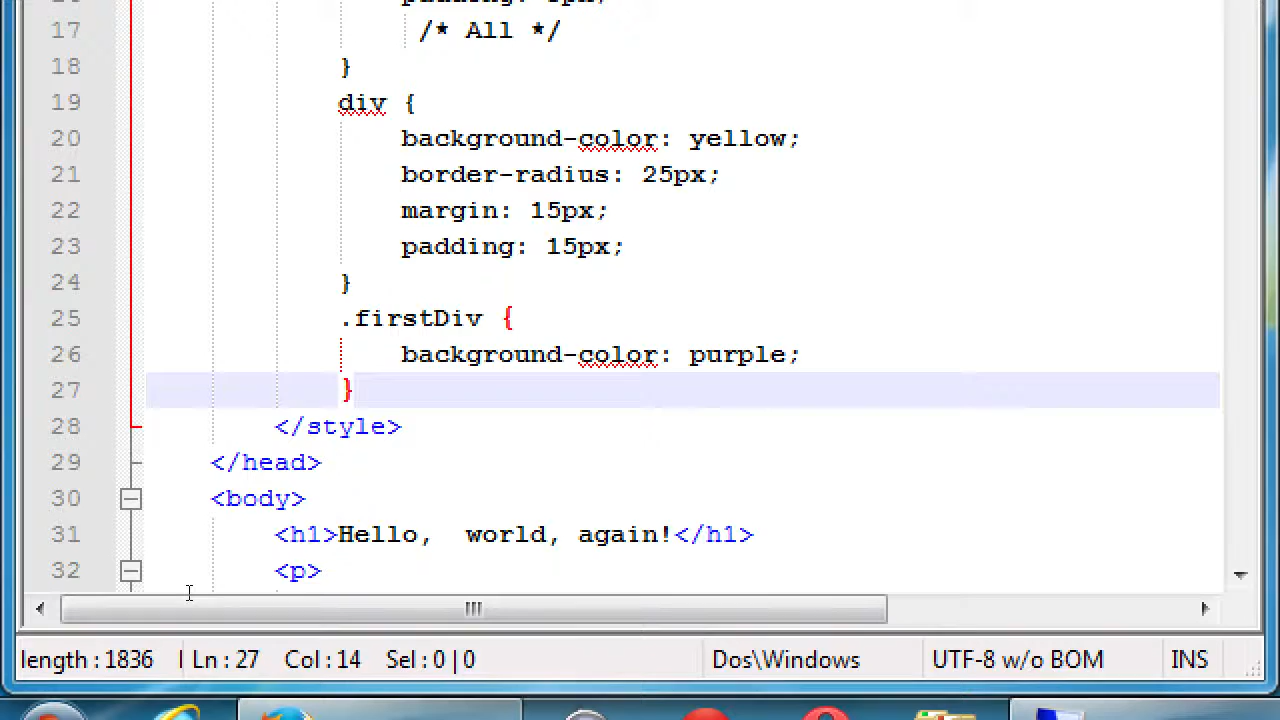 17 /* All */
18 }
19 div {
20 background-color: yellow;
21 border-radius: 25px;
22 margin: 15px;
23 padding: 15px;
24 }
25 .firstDiv {
26 background-color: purple;
27 }
28 </style>
29 </head>
30 <body>
31 <h1>Hello,  world, again!</h1>
32 <p>
length : 1836 Ln : 27 Col : 14 Sel : 0 | 0 Dos\Windows UTF-8 w/o BOM INS